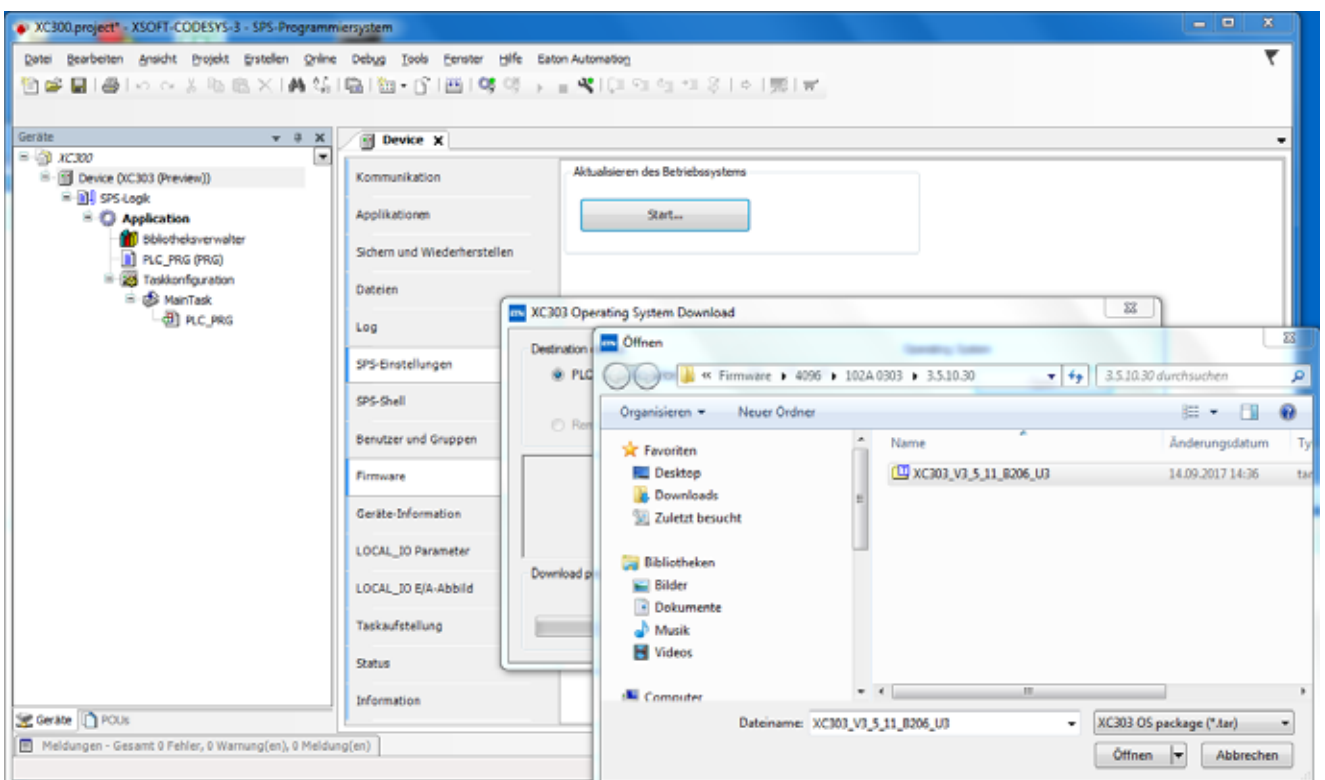 XC300.project* - XSOFT-CODESYS-3 - SPS-Programmiersystem
Datei Bearbeiten Ansicht Projekt Erstellen Online Debug Tools Fenster Hilfe Eaton Automation
Geräte
Device
XC300
Device (XC303 (Preview))
SPS-Logik
Application
Bibliotheksverwalter
PLC_PRG (PRG)
Taskkonfiguration
MainTask
PLC_PRG
Kommunikation
Applikationen
Sichern und Wiederherstellen
Dateien
Log
SPS-Einstellungen
SPS-Shell
Benutzer und Gruppen
Firmware
Geräte-Information
LOCAL_IO Parameter
LOCAL_IO E/A-Abbild
Taskaufstellung
Status
Information
Aktualisieren des Betriebssystems
Start...
XC303 Operating System Download
Destination
PLC
Rem
Download p
Öffnen
Operating System
« Firmware 4096 102A 0303 3.5.10.30
3.5.10.30 durchsuchen
Organisieren Neuer Ordner
Favoriten
Desktop
Downloads
Zuletzt besucht
Bibliotheken
Bilder
Dokumente
Musik
Videos
Computer
Name Änderungsdatum Ty
XC303_V3_5_11_B206_U3 14.09.2017 14:36 tar
Dateiname: XC303_V3_5_11_B206_U3 XC303 OS package (*.tar)
Öffnen Abbrechen
Geräte POUs
Meldungen - Gesamt 0 Fehler, 0 Warnung(en), 0 Meldung(en)